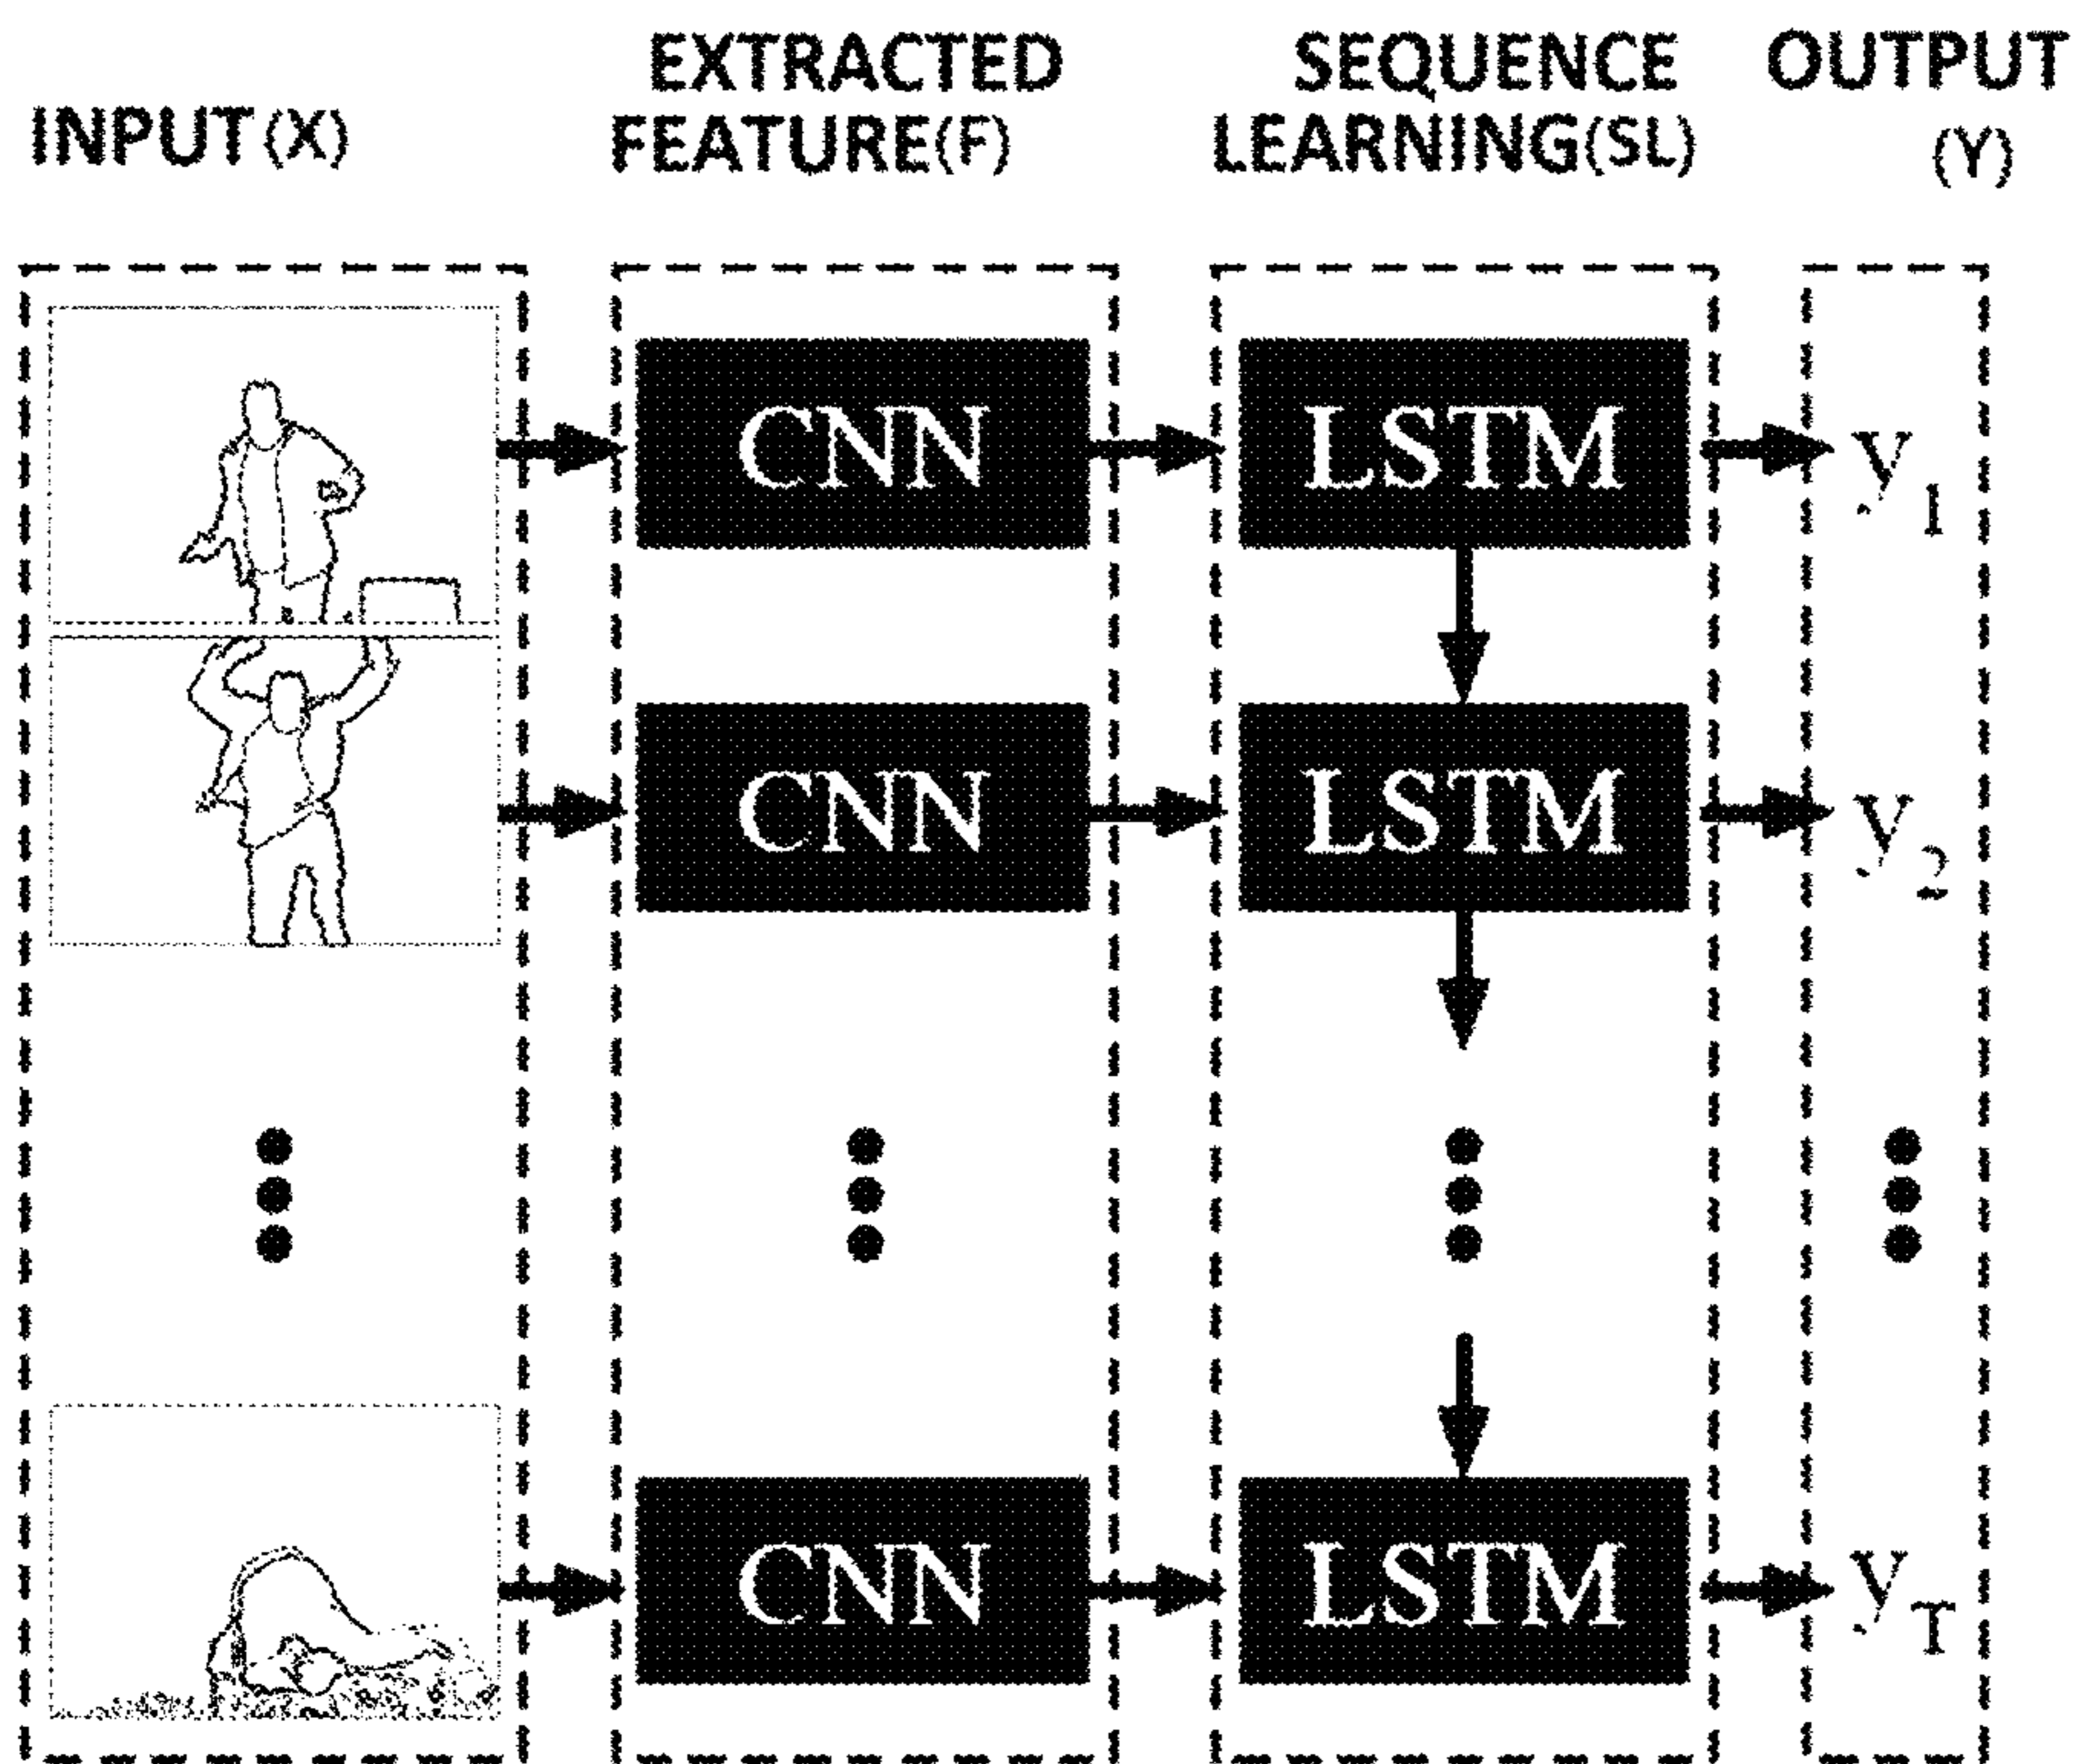 EXTRACTED
SEQUENCE
OUTPUT
INPUT(X)
FEATURE(F)
LEARNING(SL)
(Y)
CNN
LSTM
y1
CNN
LSTM
y2
CNN
LSTM
yT